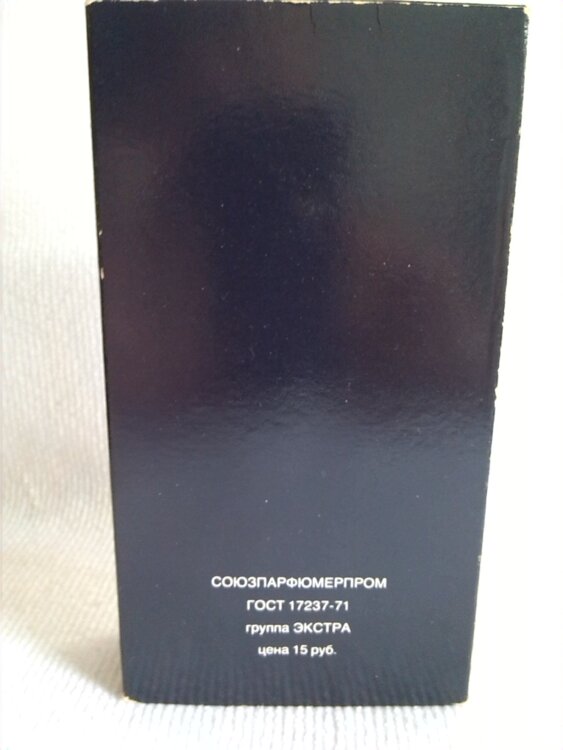 СОЮЗПАРФЮМЕРПРОМ
ГОСТ 17237-71
группа ЭКСТРА
цена 15 руб.